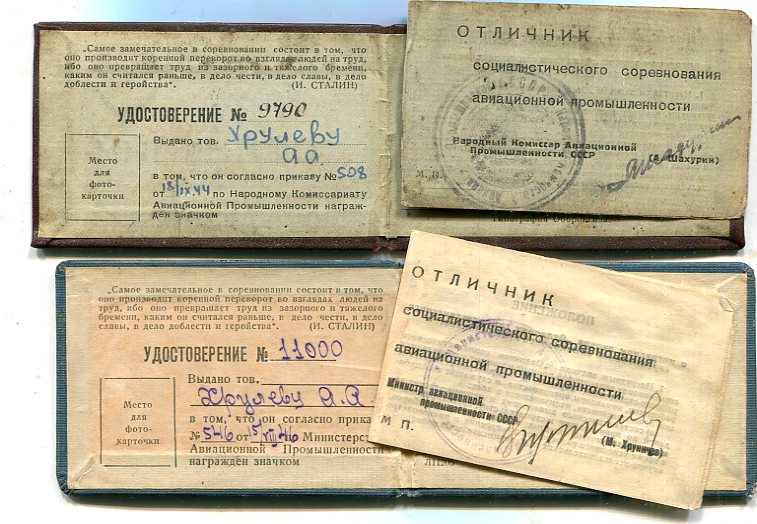 „Самое замечательное в соревновании состоит в том, что
оно производит коренной переворот во взглядах людей на труд,
ибо оно превращает труд из зазорного и тяжелого бремени,
каким он считался раньше, в дело чести, в дело славы, в дело
доблести и геройства“. (И. СТАЛИН)
УДОСТОВЕРЕНИЕ № 9790
Выдано тов. Хрулеву
А А
Место
для
фото-
карточки
в том, что он согласно приказу № 508
от 18/IX 44 по Народному Комиссариату
Авиационной Промышленности награж-
ден значком
ОТЛИЧНИК
социалистического соревнования
авиационной промышленности
Народный Комиссар Авиационной
Промышленности СССР
(А. Шахурин)
М. П.
„Самое замечательное в соревновании состоит в том, что
оно производит коренной переворот во взглядах людей на
труд, ибо оно превращает труд из зазорного и тяжелого
бремени, каким он считался раньше, в дело чести, в дело
славы, в дело доблести и геройства“. (И. СТАЛИН)
УДОСТОВЕРЕНИЕ № 11000
Выдано тов.
Хрулеву А. А
Место
для
фото-
карточки
в том, что он согласно приказ
№ 546 от 15/VIII 46 Министерст
Авиационной Промышленности
награжден значком
ПОЛОЖЕНИЕ
ОТЛИЧНИК
социалистического соревнования
авиационной промышленности
Министр авиационной
промышленности СССР
М П.
(М. Хруничев)